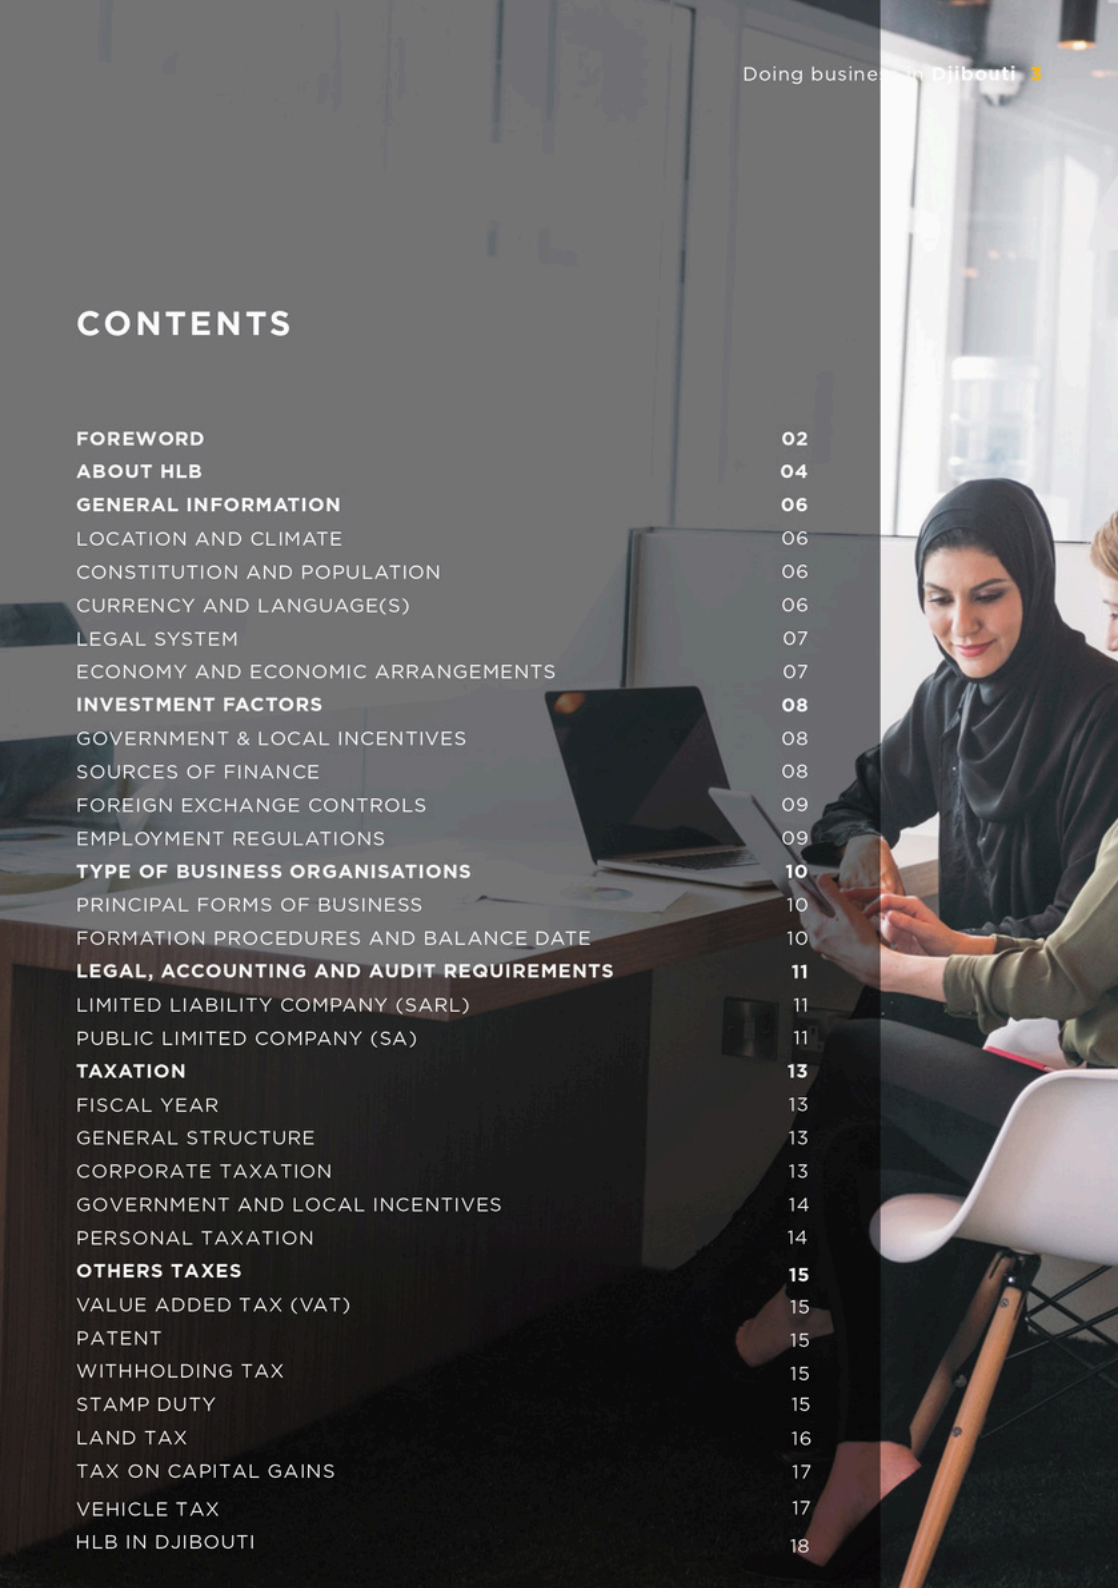 Doing business in Djibouti 3
CONTENTS
FOREWORD 02
ABOUT HLB 04
GENERAL INFORMATION 06
LOCATION AND CLIMATE 06
CONSTITUTION AND POPULATION 06
CURRENCY AND LANGUAGE(S) 06
LEGAL SYSTEM 07
ECONOMY AND ECONOMIC ARRANGEMENTS 07
INVESTMENT FACTORS 08
GOVERNMENT & LOCAL INCENTIVES 08
SOURCES OF FINANCE 08
FOREIGN EXCHANGE CONTROLS 09
EMPLOYMENT REGULATIONS 09
TYPE OF BUSINESS ORGANISATIONS 10
PRINCIPAL FORMS OF BUSINESS 10
FORMATION PROCEDURES AND BALANCE DATE 10
LEGAL, ACCOUNTING AND AUDIT REQUIREMENTS 11
LIMITED LIABILITY COMPANY (SARL) 11
PUBLIC LIMITED COMPANY (SA) 11
TAXATION 13
FISCAL YEAR 13
GENERAL STRUCTURE 13
CORPORATE TAXATION 13
GOVERNMENT AND LOCAL INCENTIVES 14
PERSONAL TAXATION 14
OTHERS TAXES 15
VALUE ADDED TAX (VAT) 15
PATENT 15
WITHHOLDING TAX 15
STAMP DUTY 15
LAND TAX 16
TAX ON CAPITAL GAINS 17
VEHICLE TAX 17
HLB IN DJIBOUTI 18